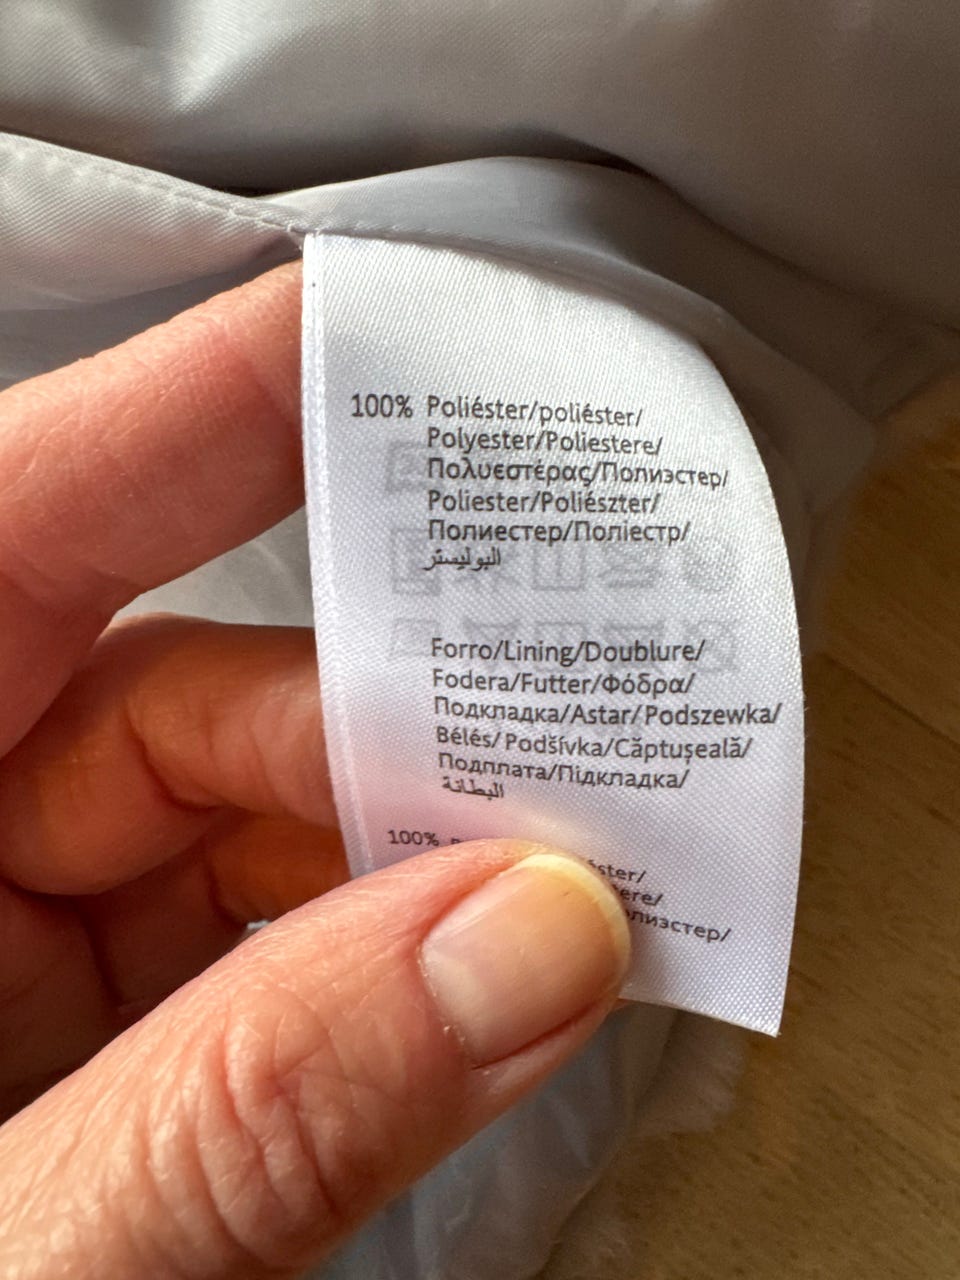 100% Poliéster/poliéster/
Polyester/Poliestere/
Πολυεστέρας/Полиэстер/
Poliester/Poliészter/
Полиестер/Поліестр/
البوليستر
Forro/Lining/Doublure/
Fodera/Futter/Φόδρα/
Подкладка/Astar/Podszewka/
Bélés/Podšívka/Căptușeală/
Подплата/Підкладка/
البطانة
100%